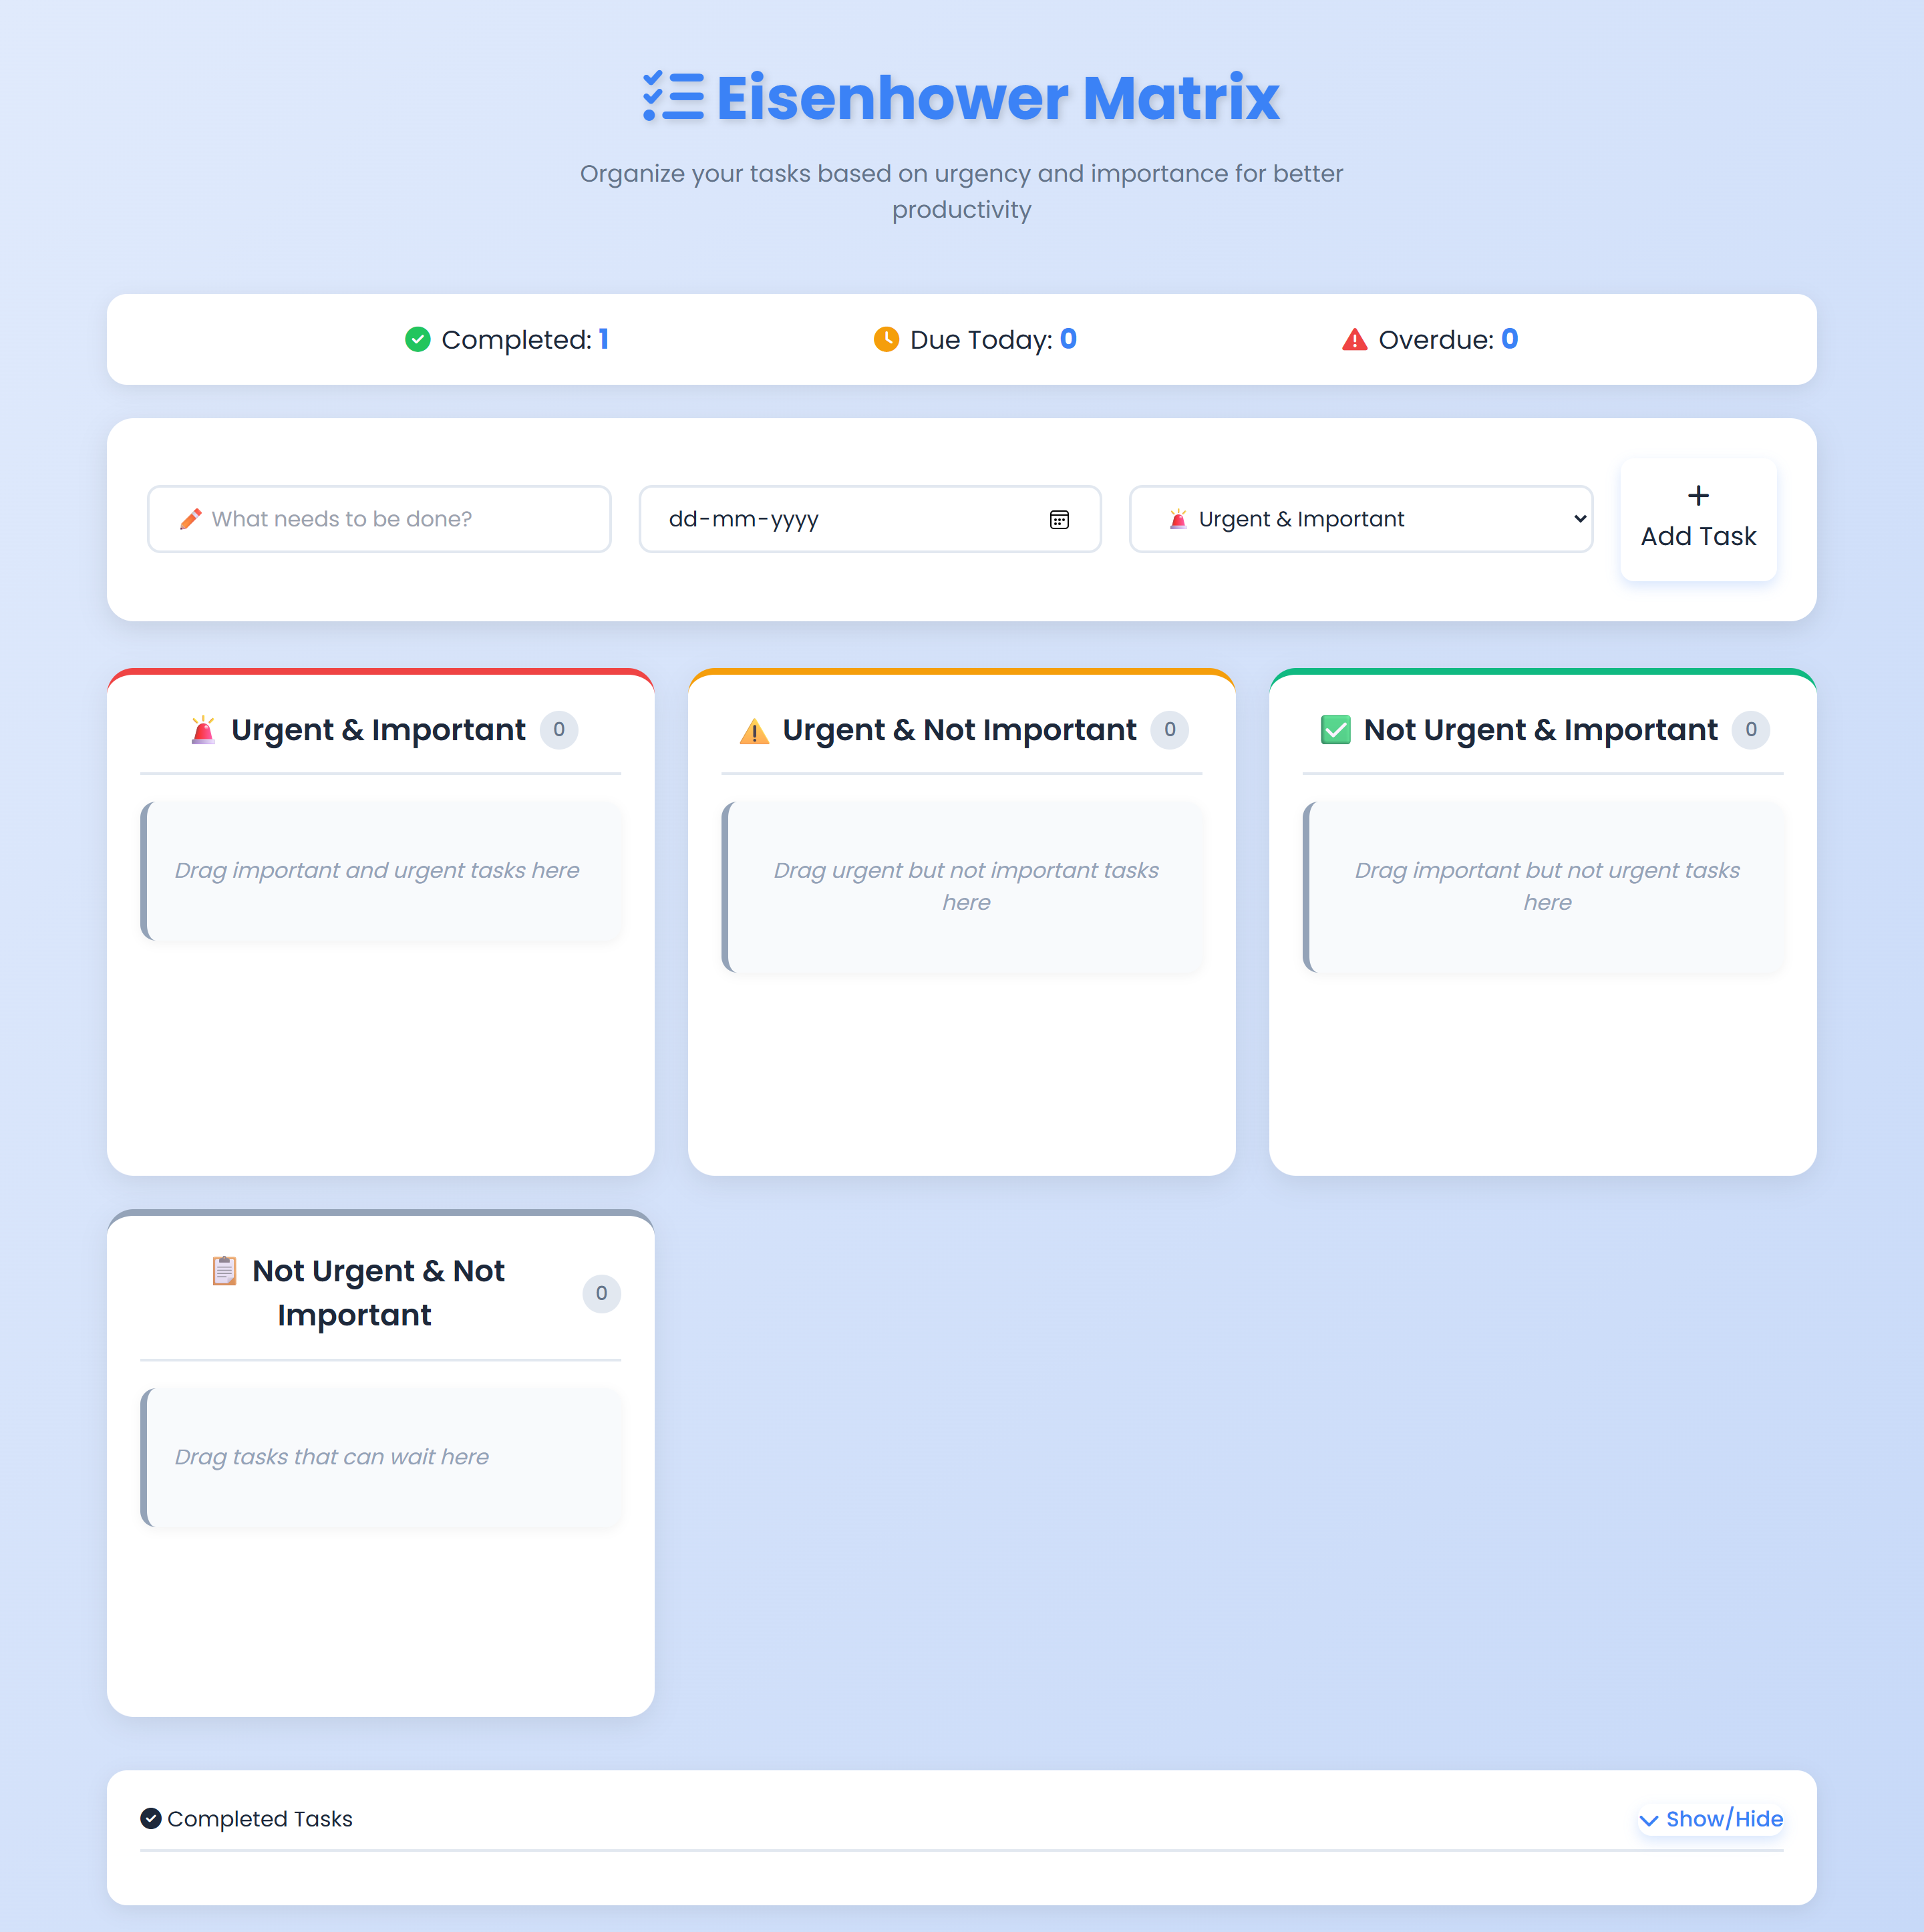 Eisenhower Matrix
Organize your tasks based on urgency and importance for better
productivity
Completed: 1
Due Today: 0
Overdue: 0
What needs to be done?
dd-mm-yyyy
Urgent & Important
+
Add Task
Urgent & Important 0
Drag important and urgent tasks here
Urgent & Not Important 0
Drag urgent but not important tasks
here
Not Urgent & Important 0
Drag important but not urgent tasks
here
Not Urgent & Not
Important
0
Drag tasks that can wait here
Completed Tasks
Show/Hide